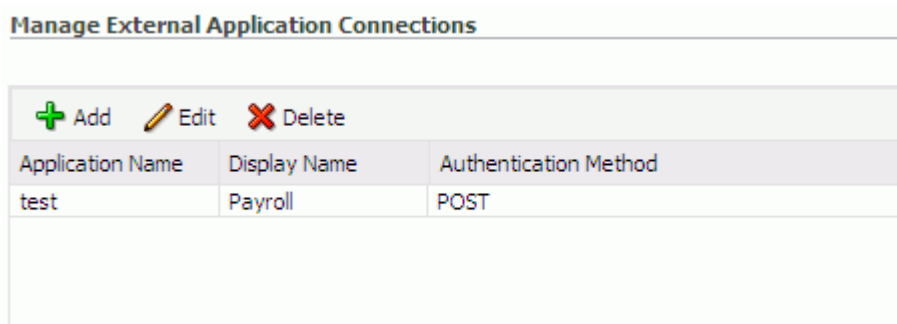 Manage External Application Connections
Add Edit Delete
Application Name Display Name Authentication Method
test Payroll POST